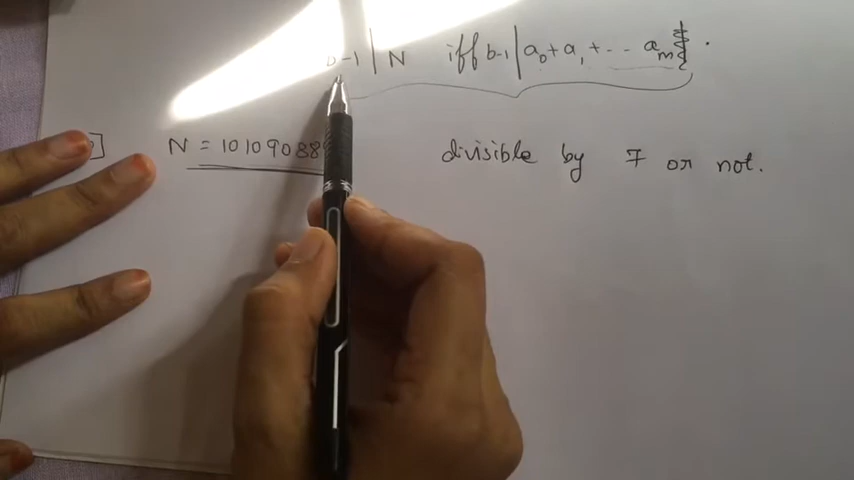 b-1 | N iff b-1 | a₀ + a₁ + ... aₘ .
N = 10109088 divisible by 7 or not.